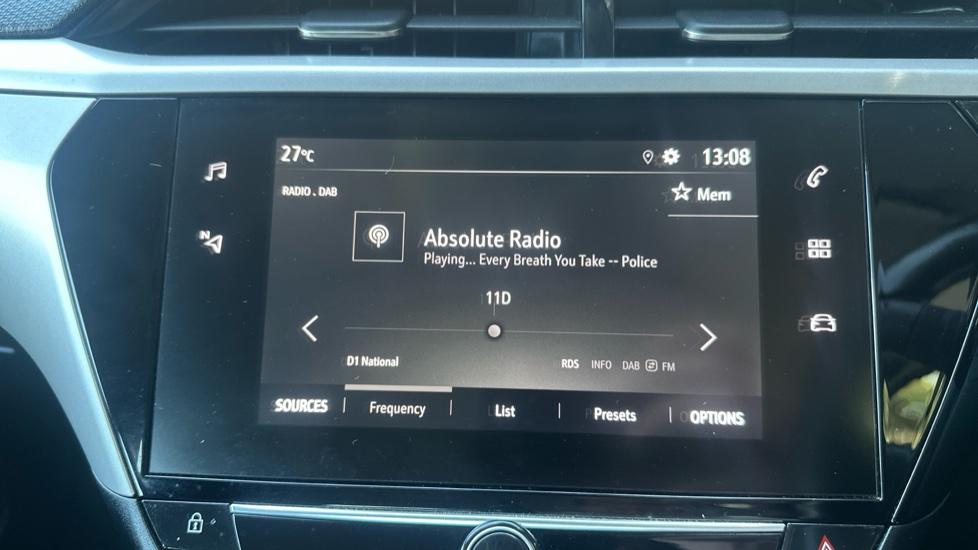 27°C 13:08
RADIO . DAB
Mem
N
Absolute Radio
Playing... Every Breath You Take -- Police
11D
D1 National RDS INFO DAB FM
SOURCES Frequency List Presets OPTIONS